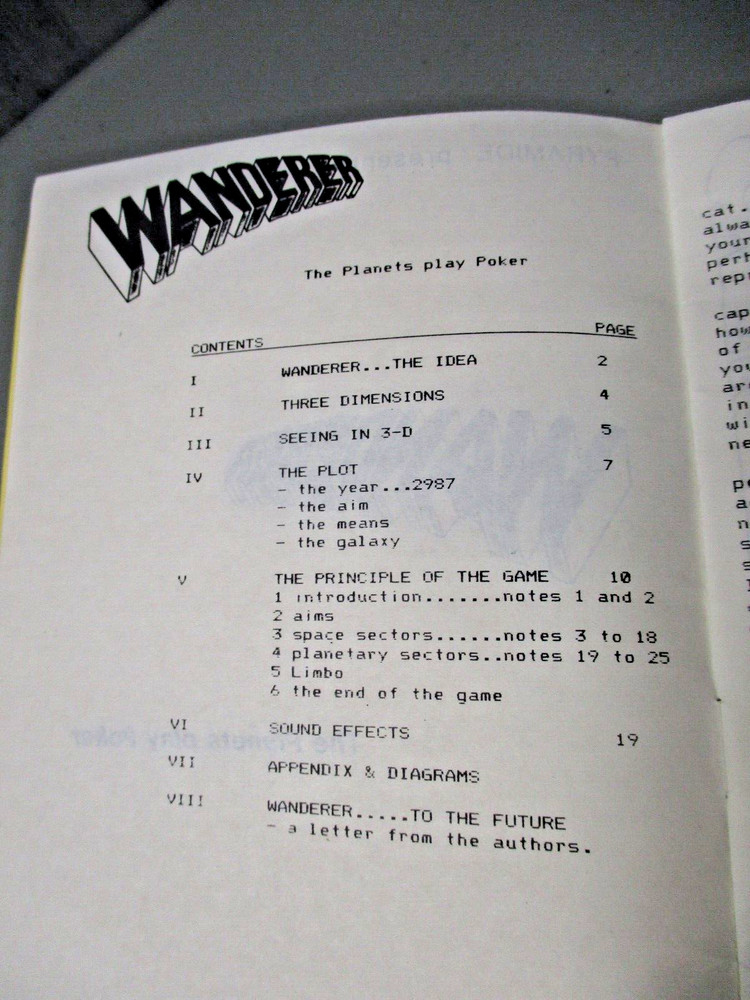 WANDERER
The Planets play Poker
CONTENTS PAGE
I WANDERER...THE IDEA 2
II THREE DIMENSIONS 4
III SEEING IN 3-D 5
IV THE PLOT 7
- the year...2987
- the aim
- the means
- the galaxy
V THE PRINCIPLE OF THE GAME 10
1 introduction.......notes 1 and 2
2 aims
3 space sectors......notes 3 to 18
4 planetary sectors..notes 19 to 25
5 Limbo
6 the end of the game
VI SOUND EFFECTS 19
VII APPENDIX & DIAGRAMS
VIII WANDERER.....TO THE FUTURE
- a letter from the authors.
cat.
of